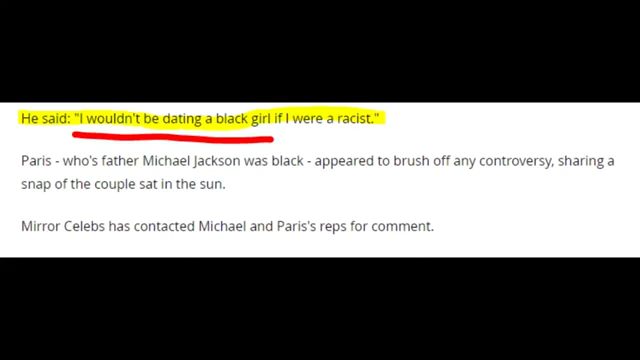 He said: "I wouldn't be dating a black girl if I were a racist."
Paris - who's father Michael Jackson was black - appeared to brush off any controversy, sharing a
snap of the couple sat in the sun.
Mirror Celebs has contacted Michael and Paris's reps for comment.